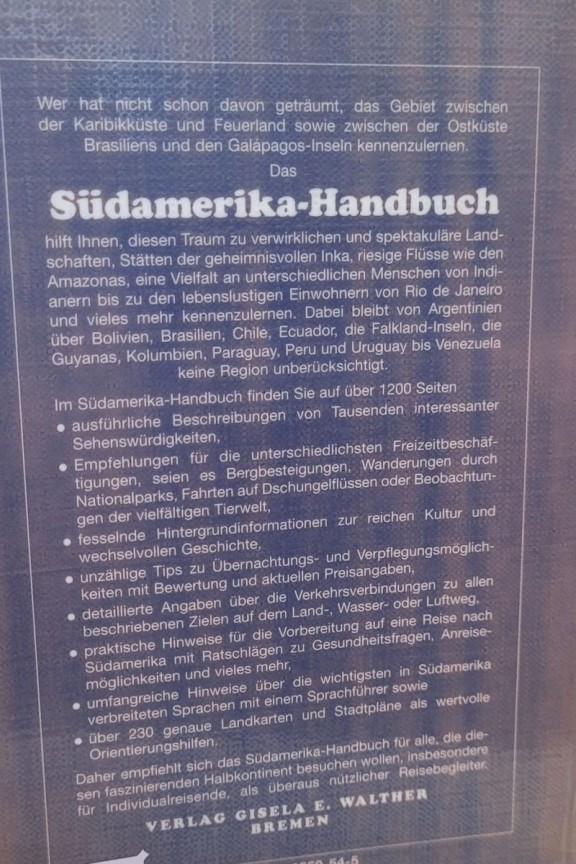 Wer hat nicht schon davon geträumt, das Gebiet zwischen
der Karibikküste und Feuerland sowie zwischen der Ostküste
Brasiliens und den Galápagos-Inseln kennenzulernen.
Das
Südamerika-Handbuch
hilft Ihnen, diesen Traum zu verwirklichen und spektakuläre Land-
schaften, Stätten der geheimnisvollen Inka, riesige Flüsse wie den
Amazonas, eine Vielfalt an unterschiedlichen Menschen von Indi-
anern bis zu den lebenslustigen Einwohnern von Rio de Janeiro
und vieles mehr kennenzulernen. Dabei bleibt von Argentinien
über Bolivien, Brasilien, Chile, Ecuador, die Falkland-Inseln, die
Guyanas, Kolumbien, Paraguay, Peru und Uruguay bis Venezuela
keine Region unberücksichtigt.
Im Südamerika-Handbuch finden Sie auf über 1200 Seiten
• ausführliche Beschreibungen von Tausenden interessanter
Sehenswürdigkeiten,
• Empfehlungen für die unterschiedlichsten Freizeitbeschäf-
tigungen, seien es Bergbesteigungen, Wanderungen durch
Nationalparks, Fahrten auf Dschungelflüssen oder Beobachtun-
gen der vielfältigen Tierwelt,
• fesselnde Hintergrundinformationen zur reichen Kultur und
wechselvollen Geschichte,
• unzählige Tips zu Übernachtungs- und Verpflegungsmöglich-
keiten mit Bewertung und aktuellen Preisangaben,
• detaillierte Angaben über die Verkehrsverbindungen zu allen
beschriebenen Zielen auf dem Land-, Wasser- oder Luftweg,
• praktische Hinweise für die Vorbereitung auf eine Reise nach
Südamerika mit Ratschlägen zu Gesundheitsfragen, Anreise-
möglichkeiten und vieles mehr,
• umfangreiche Hinweise über die wichtigsten in Südamerika
verbreiteten Sprachen mit einem Sprachführer sowie
• über 230 genaue Landkarten und Stadtpläne als wertvolle
Orientierungshilfen.
Daher empfiehlt sich das Südamerika-Handbuch für alle, die die-
sen faszinierenden Halbkontinent besuchen wollen, insbesondere
für Individualreisende, als überaus nützlicher Reisebegleiter.
VERLAG GISELA E. WALTHER
BREMEN